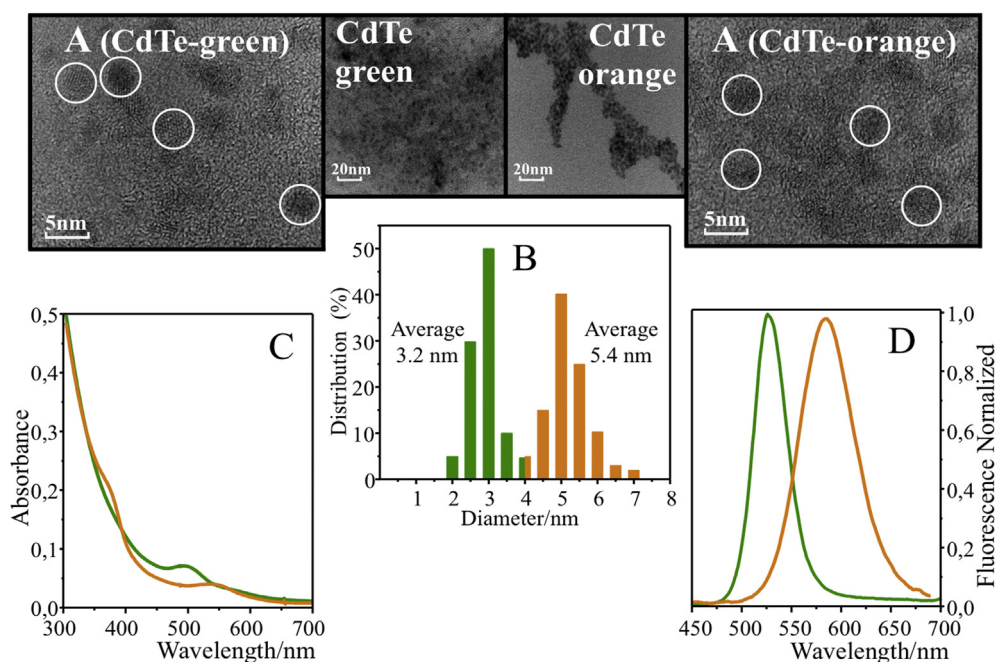 A (CdTe-green)
5nm
CdTe
green
20nm
CdTe
orange
20nm
A (CdTe-orange)
5nm
B
Distribution (%)
50
40
30
20
10
0
Average
3.2 nm
Average
5.4 nm
1 2 3 4 5 6 7 8
Diameter/nm
C
Absorbance
0,5
0,4
0,3
0,2
0,1
0,0
300 400 500 600 700
Wavelength/nm
D
1,0
0,8
0,6
0,4
0,2
0,0
Fluorescence Normalized
450 500 550 600 650 700
Wavelength/nm